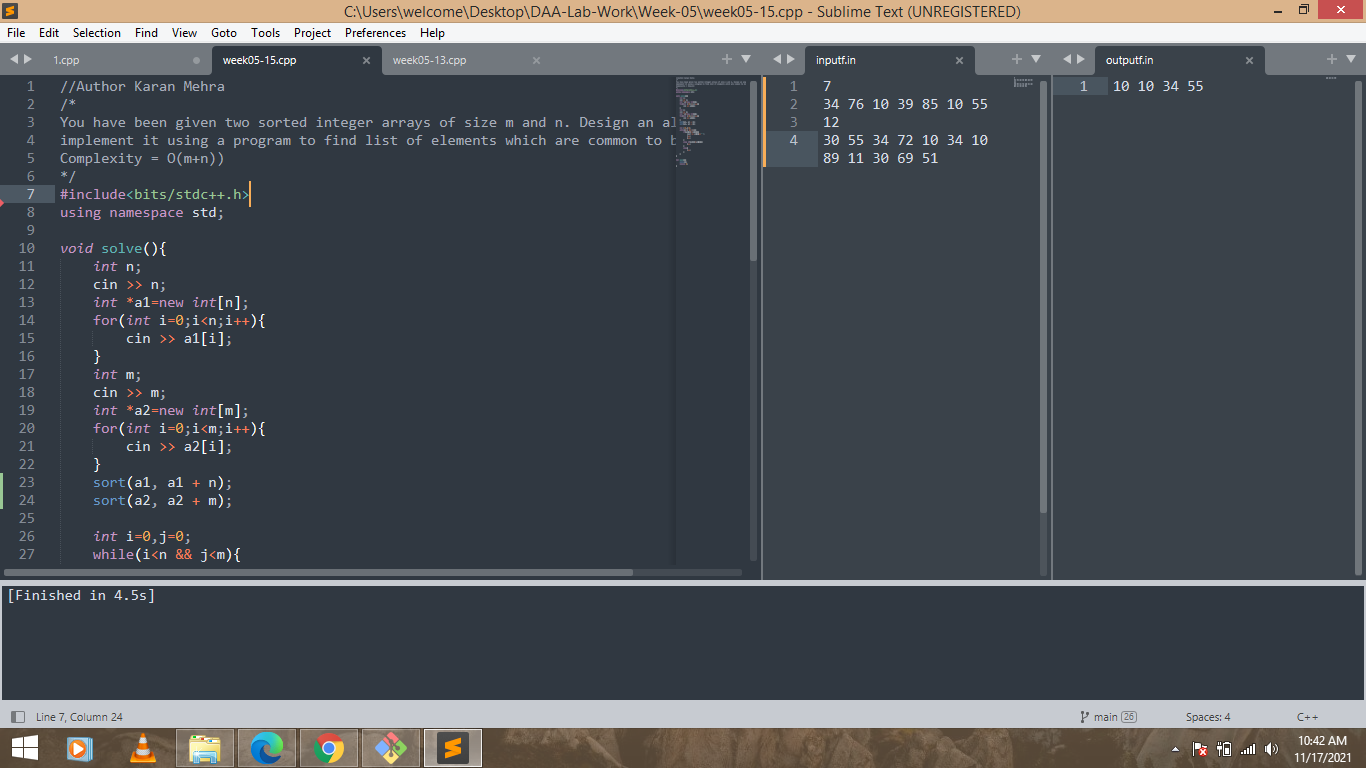 C:\Users\welcome\Desktop\DAA-Lab-Work\Week-05\week05-15.cpp - Sublime Text (UNREGISTERED)
File Edit Selection Find View Goto Tools Project Preferences Help
1.cpp
week05-15.cpp
week05-13.cpp
1 //Author Karan Mehra
2 /*
3 You have been given two sorted integer arrays of size m and n. Design an al
4 implement it using a program to find list of elements which are common to b
5 Complexity = O(m+n))
6 */
7 #include<bits/stdc++.h>
8 using namespace std;
9
10 void solve(){
11 int n;
12 cin >> n;
13 int *a1=new int[n];
14 for(int i=0;i<n;i++){
15 cin >> a1[i];
16 }
17 int m;
18 cin >> m;
19 int *a2=new int[m];
20 for(int i=0;i<m;i++){
21 cin >> a2[i];
22 }
23 sort(a1, a1 + n);
24 sort(a2, a2 + m);
25
26 int i=0,j=0;
27 while(i<n && j<m){
inputf.in
1 7
2 34 76 10 39 85 10 55
3 12
4 30 55 34 72 10 34 10
89 11 30 69 51
outputf.in
1 10 10 34 55
[Finished in 4.5s]
Line 7, Column 24
main 26
Spaces: 4
C++
10:42 AM
11/17/2021